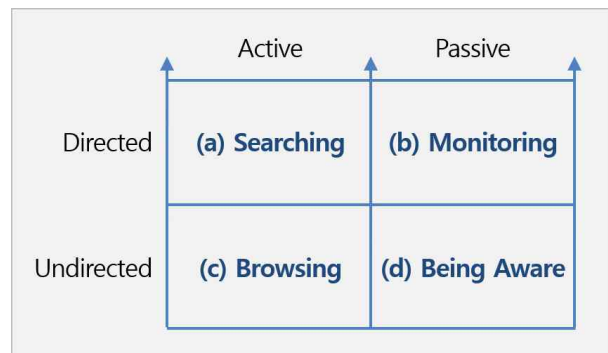 Active Passive
Directed (a) Searching (b) Monitoring
Undirected (c) Browsing (d) Being Aware